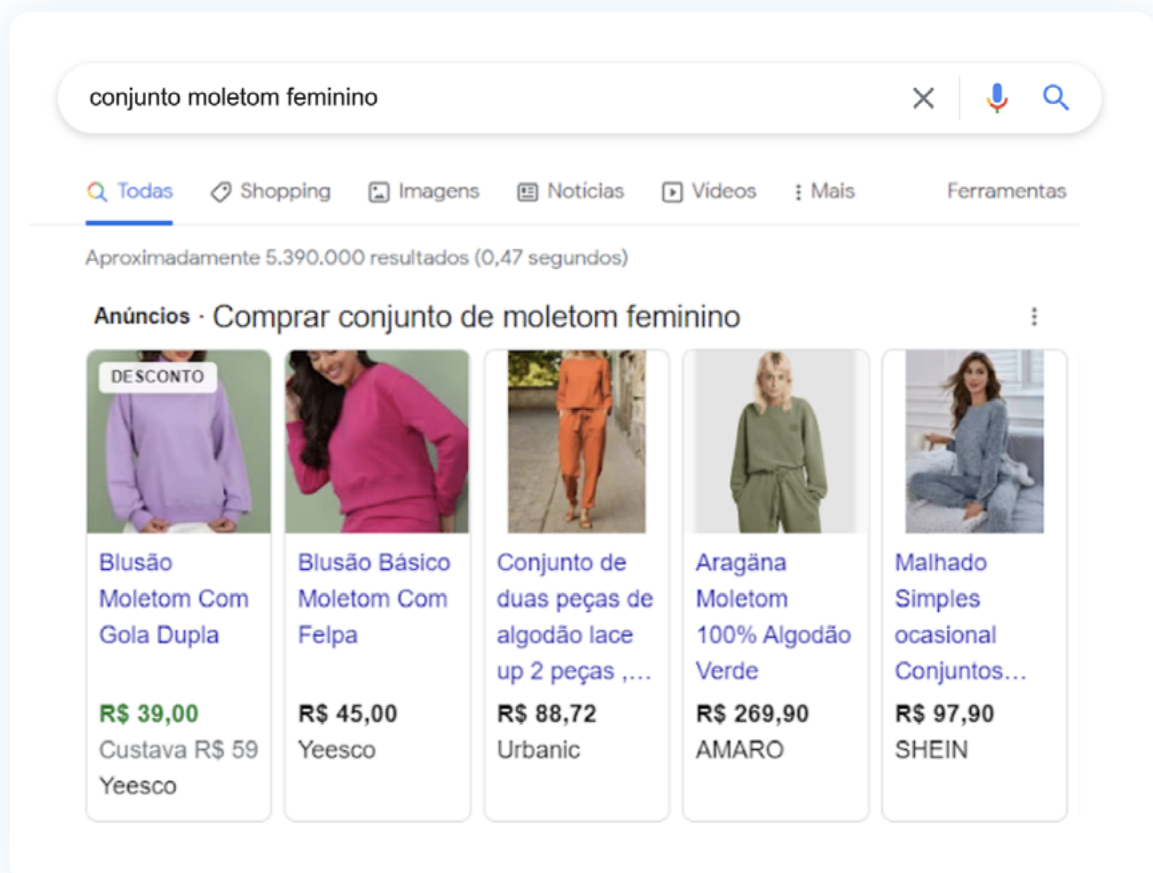 conjunto moletom feminino
Todas Shopping Imagens Notícias Vídeos Mais Ferramentas
Aproximadamente 5.390.000 resultados (0,47 segundos)
Anúncios · Comprar conjunto de moletom feminino
DESCONTO
Blusão
Moletom Com
Gola Dupla
R$ 39,00
Custava R$ 59
Yeesco
Blusão Básico
Moletom Com
Felpa
R$ 45,00
Yeesco
Conjunto de
duas peças de
algodão lace
up 2 peças ,...
R$ 88,72
Urbanic
Aragäna
Moletom
100% Algodão
Verde
R$ 269,90
AMARO
Malhado
Simples
ocasional
Conjuntos...
R$ 97,90
SHEIN